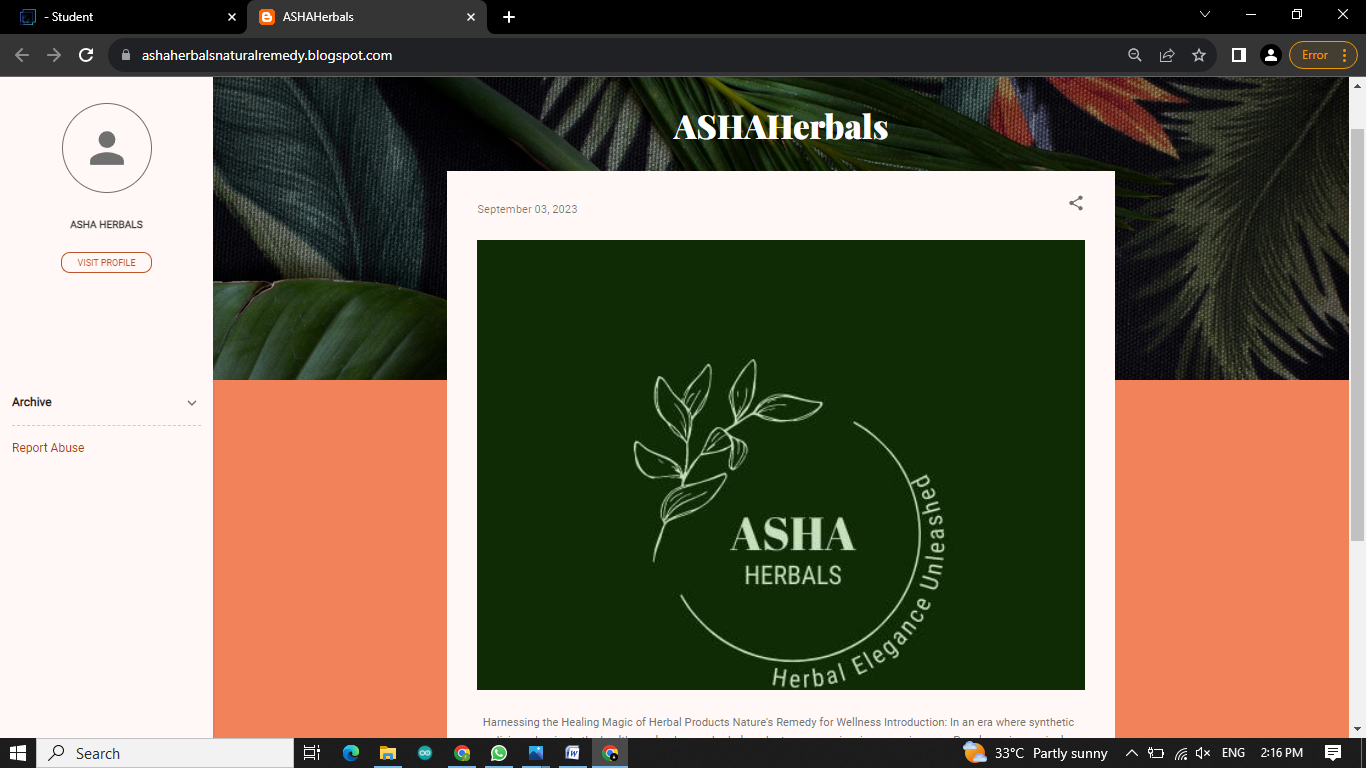 - Student
ASHAHerbals
ashaherbalsnaturalremedy.blogspot.com
Error
ASHAHerbals
ASHA HERBALS
VISIT PROFILE
Archive
Report Abuse
September 03, 2023
ASHA
HERBALS
Herbal Elegance Unleashed
Harnessing the Healing Magic of Herbal Products Nature's Remedy for Wellness Introduction: In an era where synthetic
Search
33°C Partly sunny
ENG
2:16 PM